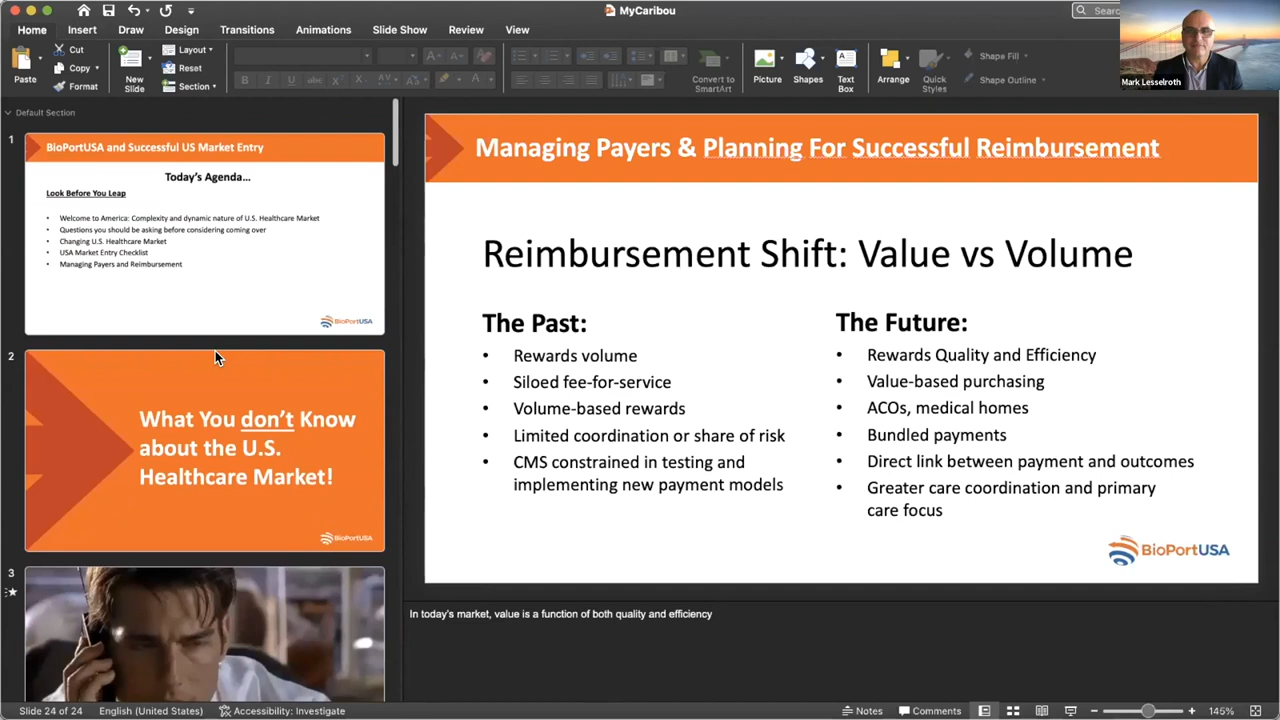 MyCaribou
Searc
Home Insert Draw Design Transitions Animations Slide Show Review View
Paste
Cut
Copy
Format
New Slide
Layout
Reset
Section
Convert to SmartArt
Picture
Shapes
Text Box
Arrange
Quick Styles
Shape Fill
Shape Outline
Mark Lesselroth
Default Section
1
BioPortUSA and Successful US Market Entry
Today's Agenda...
Look Before You Leap
• Welcome to America: Complexity and dynamic nature of U.S. Healthcare Market
• Questions you should be asking before considering coming over
• Changing U.S. Healthcare Market
• USA Market Entry Checklist
• Managing Payers and Reimbursement
BioPortUSA
2
What You don't Know
about the U.S.
Healthcare Market!
BioPortUSA
3
Managing Payers & Planning For Successful Reimbursement
Reimbursement Shift: Value vs Volume
The Past:
• Rewards volume
• Siloed fee-for-service
• Volume-based rewards
• Limited coordination or share of risk
• CMS constrained in testing and
implementing new payment models
The Future:
• Rewards Quality and Efficiency
• Value-based purchasing
• ACOs, medical homes
• Bundled payments
• Direct link between payment and outcomes
• Greater care coordination and primary
care focus
BioPortUSA
In today's market, value is a function of both quality and efficiency
Slide 24 of 24 English (United States) Accessibility: Investigate Notes Comments 145%